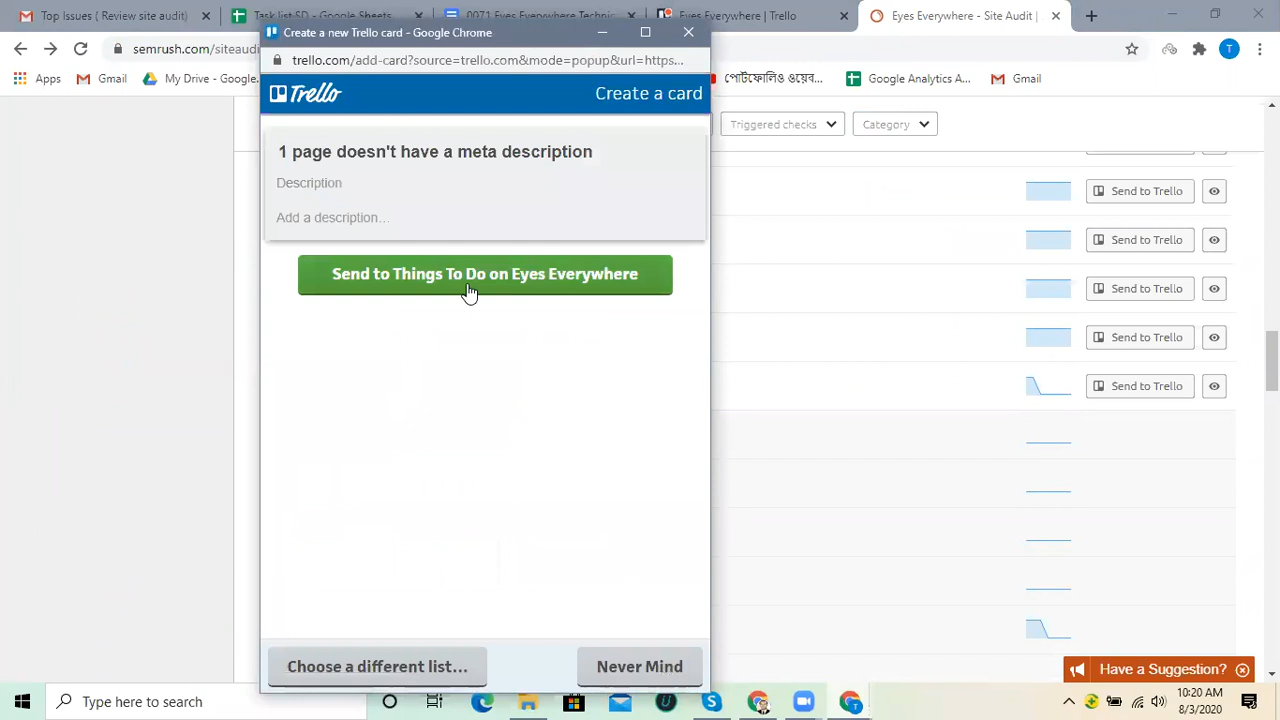 Top Issues (Review site audit)
Task list-SD - Google Sheets
0071 Eyes Everywhere
Eyes Everywhere | Trello
Eyes Everywhere - Site Audit |
Create a new Trello card - Google Chrome
semrush.com/siteaudi
trello.com/add-card?source=trello.com&mode=popup&url=https...
T
Apps
Gmail
My Drive - Google.
পোর্টফোলিও ওয়েব...
Google Analytics A...
Gmail
Trello
Create a card
Triggered checks
Category
1 page doesn't have a meta description
Description
Add a description…
Send to Things To Do on Eyes Everywhere
Send to Trello
Send to Trello
Send to Trello
Send to Trello
Send to Trello
Choose a different list...
Never Mind
Have a Suggestion?
Type here to search
10:20 AM
8/3/2020